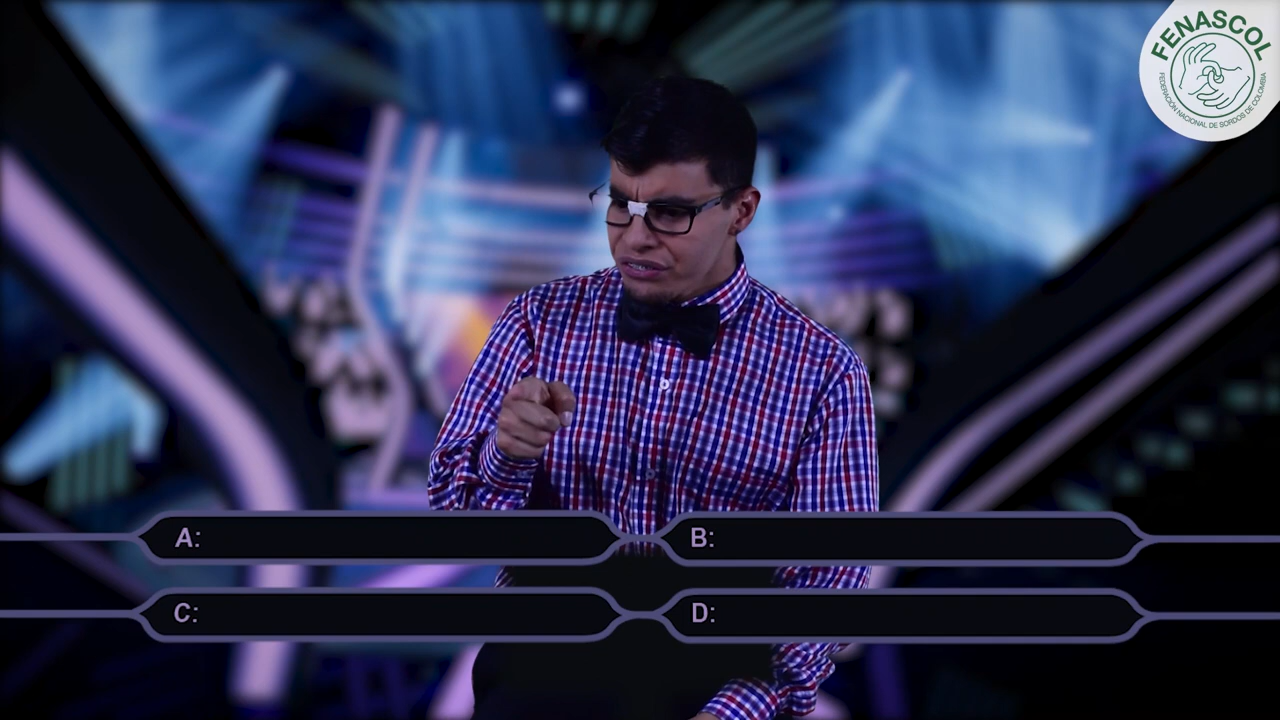 FENASCOL
FEDERACIÓN NACIONAL DE SORDOS DE COLOMBIA
A:
B:
C:
D: